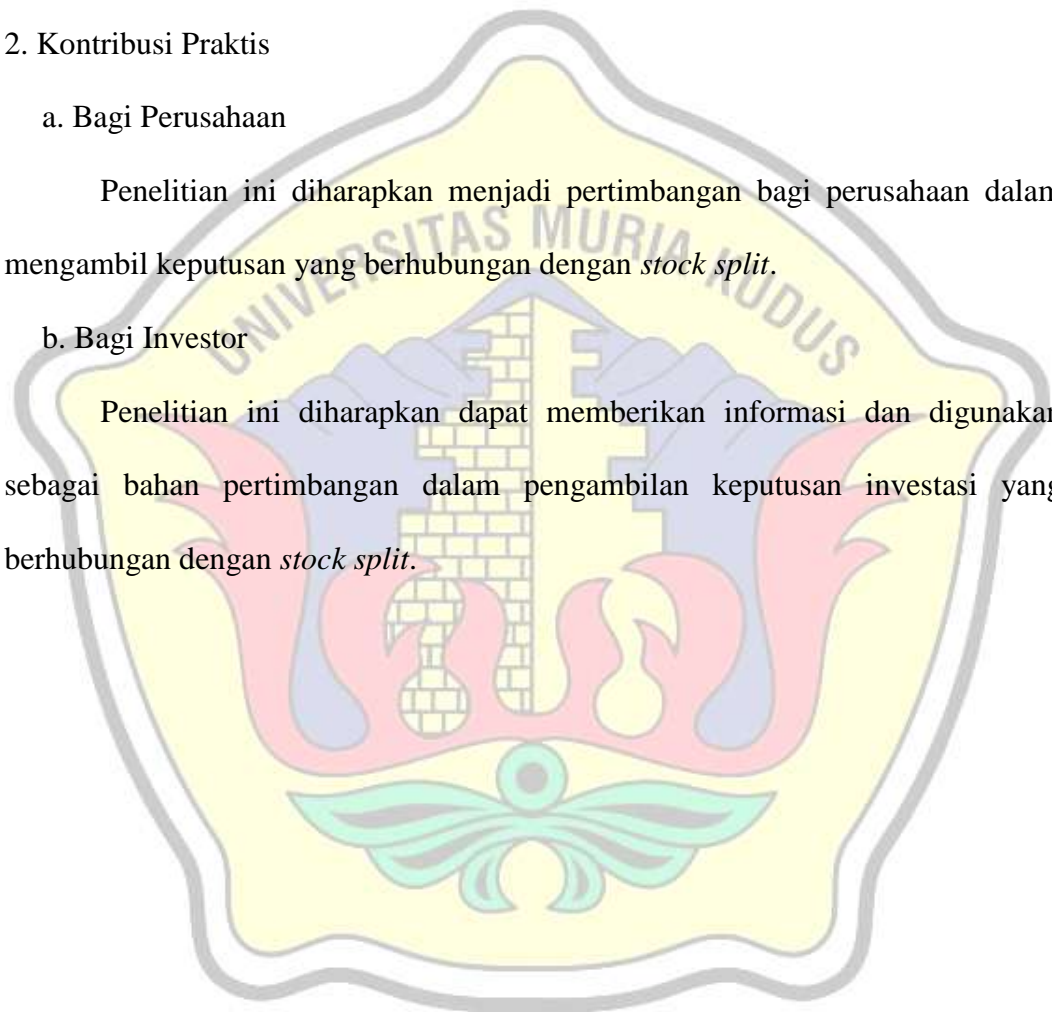 2. Kontribusi Praktis
a. Bagi Perusahaan
Penelitian ini diharapkan menjadi pertimbangan bagi perusahaan dalam
mengambil keputusan yang berhubungan dengan stock split.
UNIVERSITAS MURIA KUDUS
b. Bagi Investor
Penelitian ini diharapkan dapat memberikan informasi dan digunakan
sebagai bahan pertimbangan dalam pengambilan keputusan investasi yang
berhubungan dengan stock split.